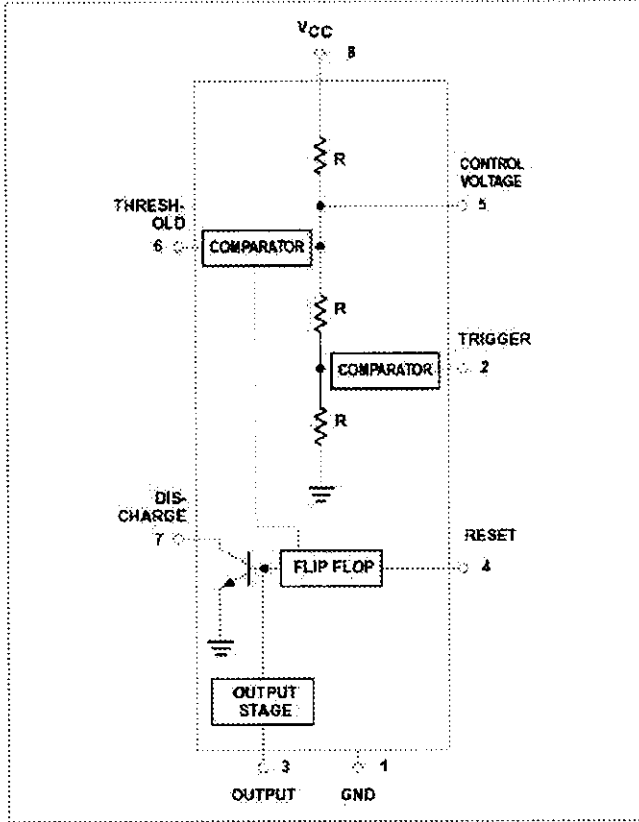 VCC
8
R
CONTROL
VOLTAGE
5
THRESH-
OLD
6
COMPARATOR
R
TRIGGER
COMPARATOR
2
R
DIS-
CHARGE
7
RESET
FLIP FLOP
4
OUTPUT
STAGE
3
1
OUTPUT
GND